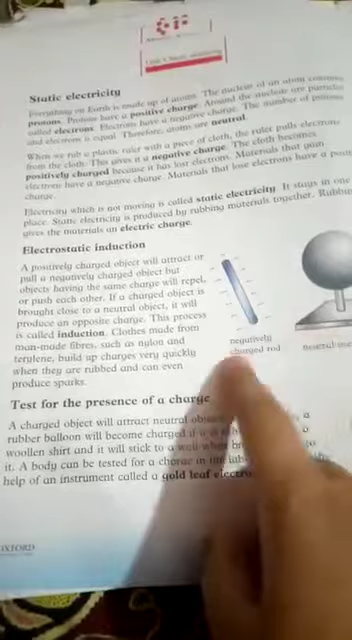 Static electricity
Everything on Earth is made up of atoms. The nucleus of an atom contains
protons. Protons have a positive charge. Around the nucleus are particles
called electrons. Electrons have a negative charge. The number of protons
and electrons is equal. Therefore, atoms are neutral.
When we rub a plastic ruler with a piece of cloth, the ruler pulls electrons
from the cloth. This gives it a negative charge. The cloth becomes
positively charged because it has lost electrons. Materials that gain
electrons have a negative charge. Materials that lose electrons have a
charge.
Electricity which is not moving is called static electricity. It stays in one
place. Static electricity is produced by rubbing materials together.
gives the materials an electric charge.
Electrostatic induction
A positively charged object will attract or
pull a negatively charged object but
objects having the same charge will repel,
or push each other. If a charged object is
brought close to a neutral object, it will
produce an opposite charge. This process
is called induction. Clothes made from
man-made fibres, such as nylon and
terylene, build up charges very quickly
when they are rubbed and can even
produce sparks.
negatively
charged rod
neutral
Test for the presence of a charge
A charged object will attract neutral a
rubber balloon will become charged if
woollen shirt and it will stick to a wall when
it. A body can be tested for a charge in the
help of an instrument called a gold leaf
OXFORD